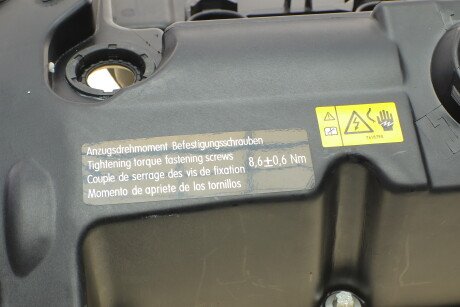 Anzugsdrehmoment Befestigungsschrauben
Tightening torque fastening screws
Couple de serrage des vis de fixation
Momento de apriete de los tornillos
8,6±0,6 Nm